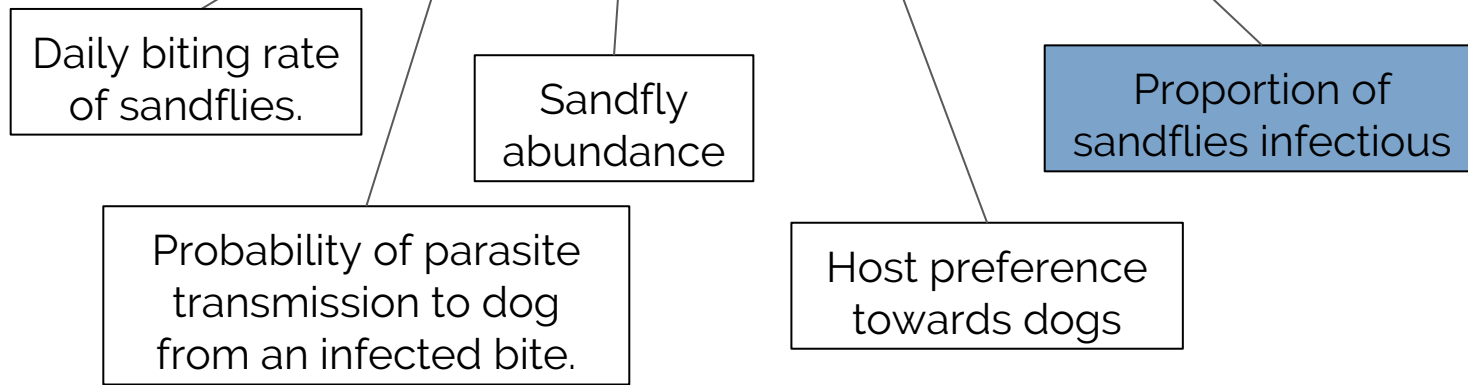 Daily biting rate
of sandflies.
Sandfly
abundance
Proportion of
sandflies infectious
Probability of parasite
transmission to dog
from an infected bite.
Host preference
towards dogs